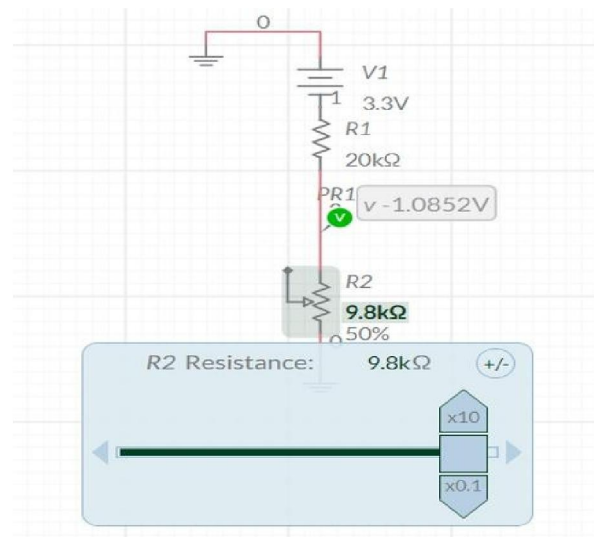 0
V1
1
3.3V
R1
20kΩ
PR1
v -1.0852V
V
R2
9.8kΩ
50%
0
R2 Resistance: 9.8kΩ +/-
x10
x0.1